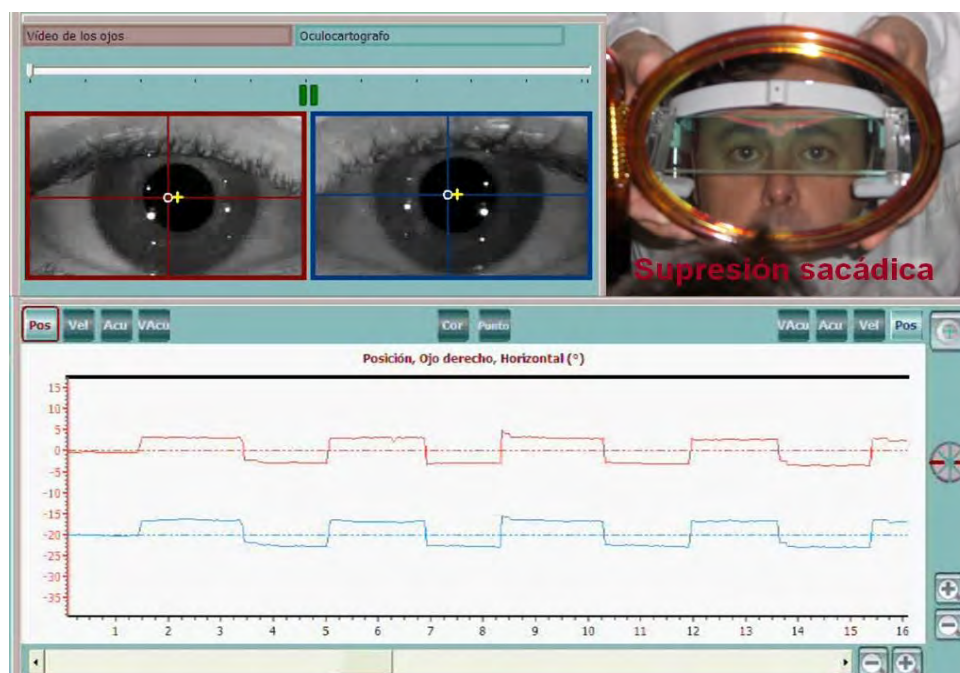 Vídeo de los ojos
Oculocartografo
Supresión sacádica
Pos Vel Acu VAcu Cor Punto VAcu Acu Vel Pos
Posición, Ojo derecho, Horizontal (°)
15
10
5
0
-5
-10
-15
-20
-25
-30
-35
1 2 3 4 5 6 7 8 9 10 11 12 13 14 15 16